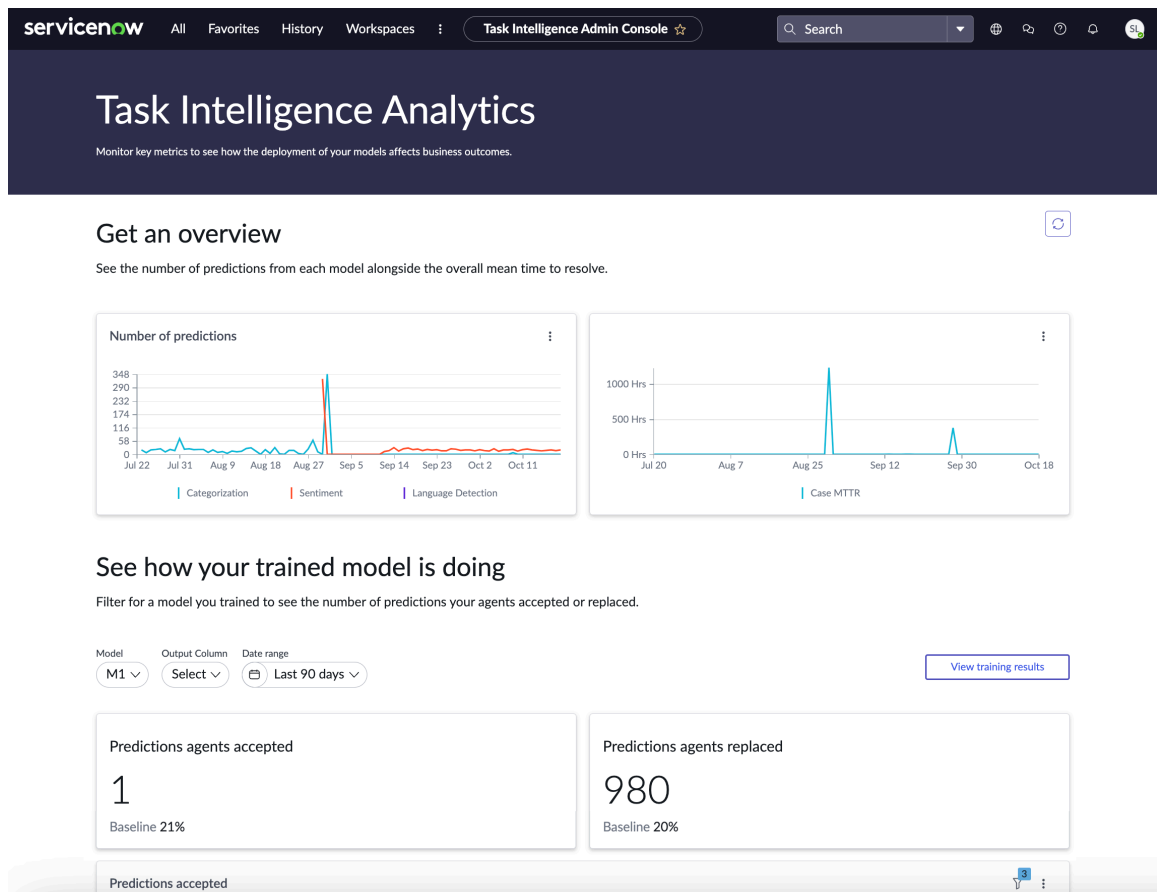 servicenow All Favorites History Workspaces Task Intelligence Admin Console Search SL
Task Intelligence Analytics
Monitor key metrics to see how the deployment of your models affects business outcomes.
Get an overview
See the number of predictions from each model alongside the overall mean time to resolve.
Number of predictions
348
290
232
174
116
58
0
Jul 22 Jul 31 Aug 9 Aug 18 Aug 27 Sep 5 Sep 14 Sep 23 Oct 2 Oct 11
Categorization Sentiment Language Detection
1000 Hrs
500 Hrs
0 Hrs
Jul 20 Aug 7 Aug 25 Sep 12 Sep 30 Oct 18
Case MTTR
See how your trained model is doing
Filter for a model you trained to see the number of predictions your agents accepted or replaced.
Model Output Column Date range
M1 Select Last 90 days
View training results
Predictions agents accepted
1
Baseline 21%
Predictions agents replaced
980
Baseline 20%
Predictions accepted
3